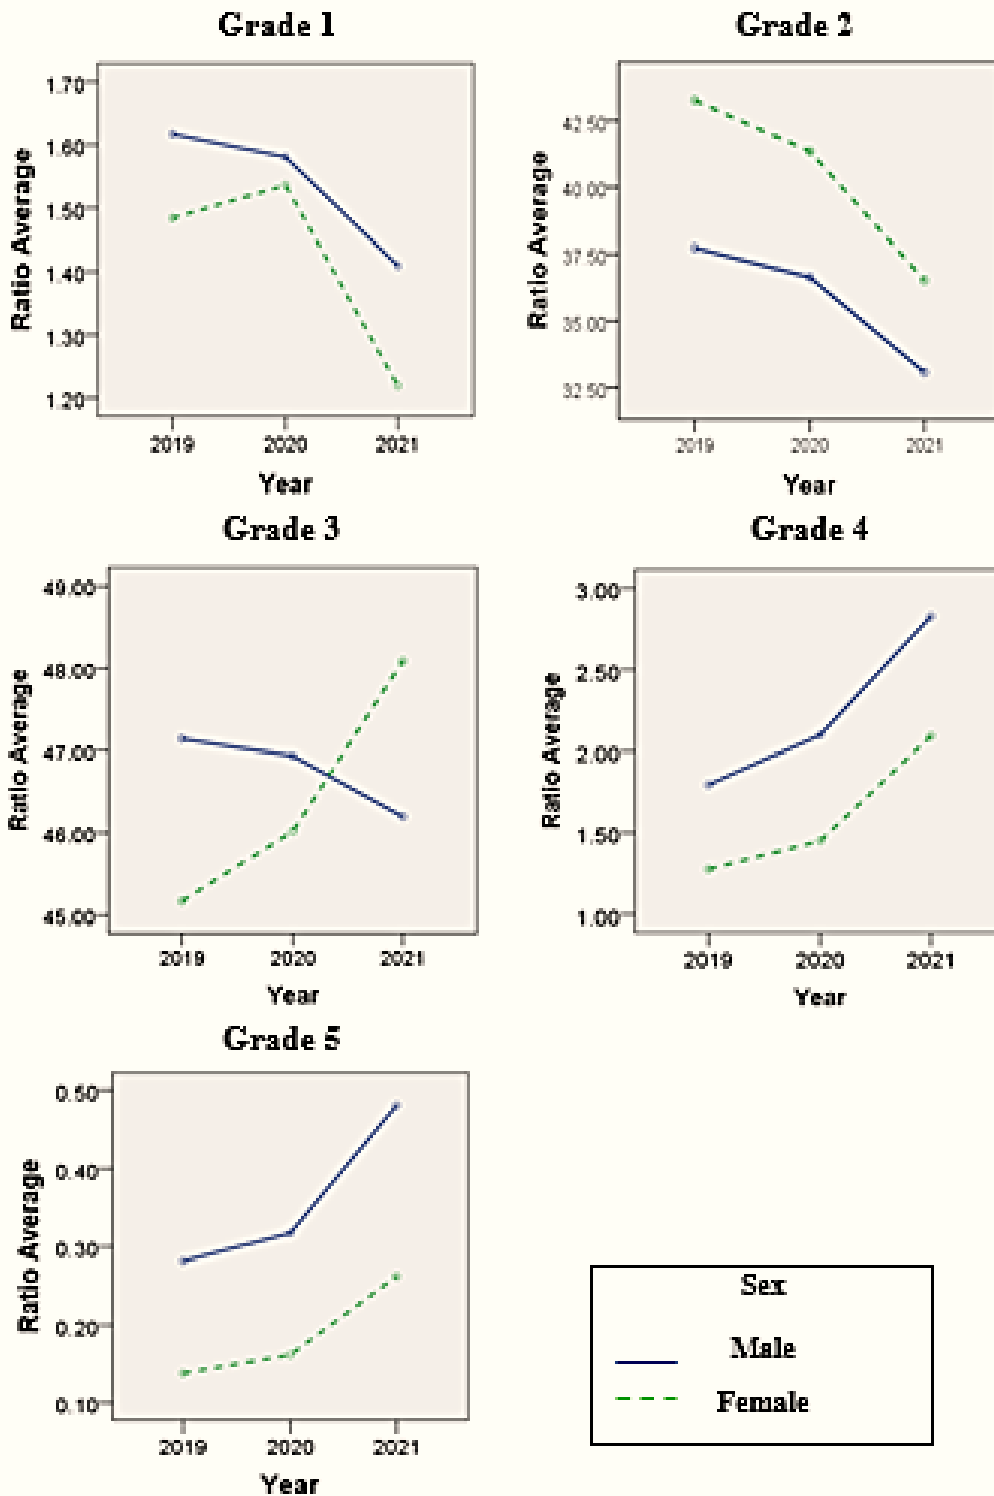 Grade 1
Grade 2
Ratio Average
1.70
1.60
1.50
1.40
1.30
1.20
2019 2020 2021
Year
Ratio Average
42.50
40.00
37.50
35.00
32.50
2019 2020 2021
Year
Grade 3
Grade 4
Ratio Average
49.00
48.00
47.00
46.00
45.00
2019 2020 2021
Year
Ratio Average
3.00
2.50
2.00
1.50
1.00
2019 2020 2021
Year
Grade 5
Ratio Average
0.50
0.40
0.30
0.20
0.10
2019 2020 2021
Year
Sex
Male
Female